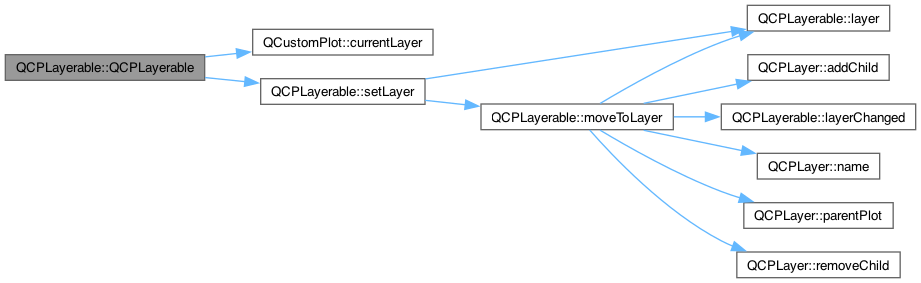 QCPLayerable::QCPLayerable
QCustomPlot::currentLayer
QCPLayerable::setLayer
QCPLayerable::moveToLayer
QCPLayerable::layer
QCPLayer::addChild
QCPLayerable::layerChanged
QCPLayer::name
QCPLayer::parentPlot
QCPLayer::removeChild